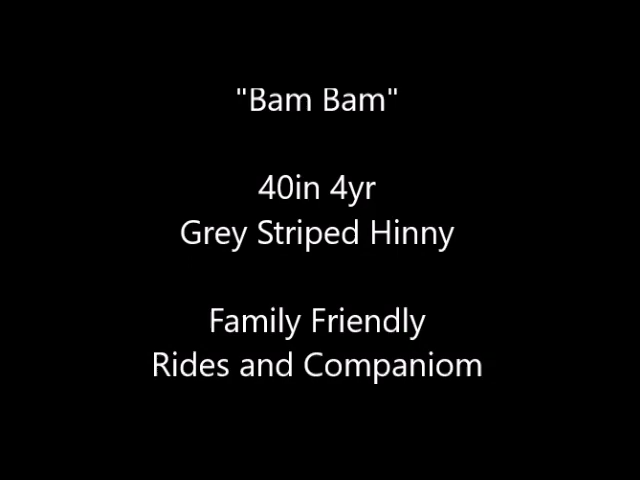 "Bam Bam"
40in 4yr
Grey Striped Hinny
Family Friendly
Rides and Companiom